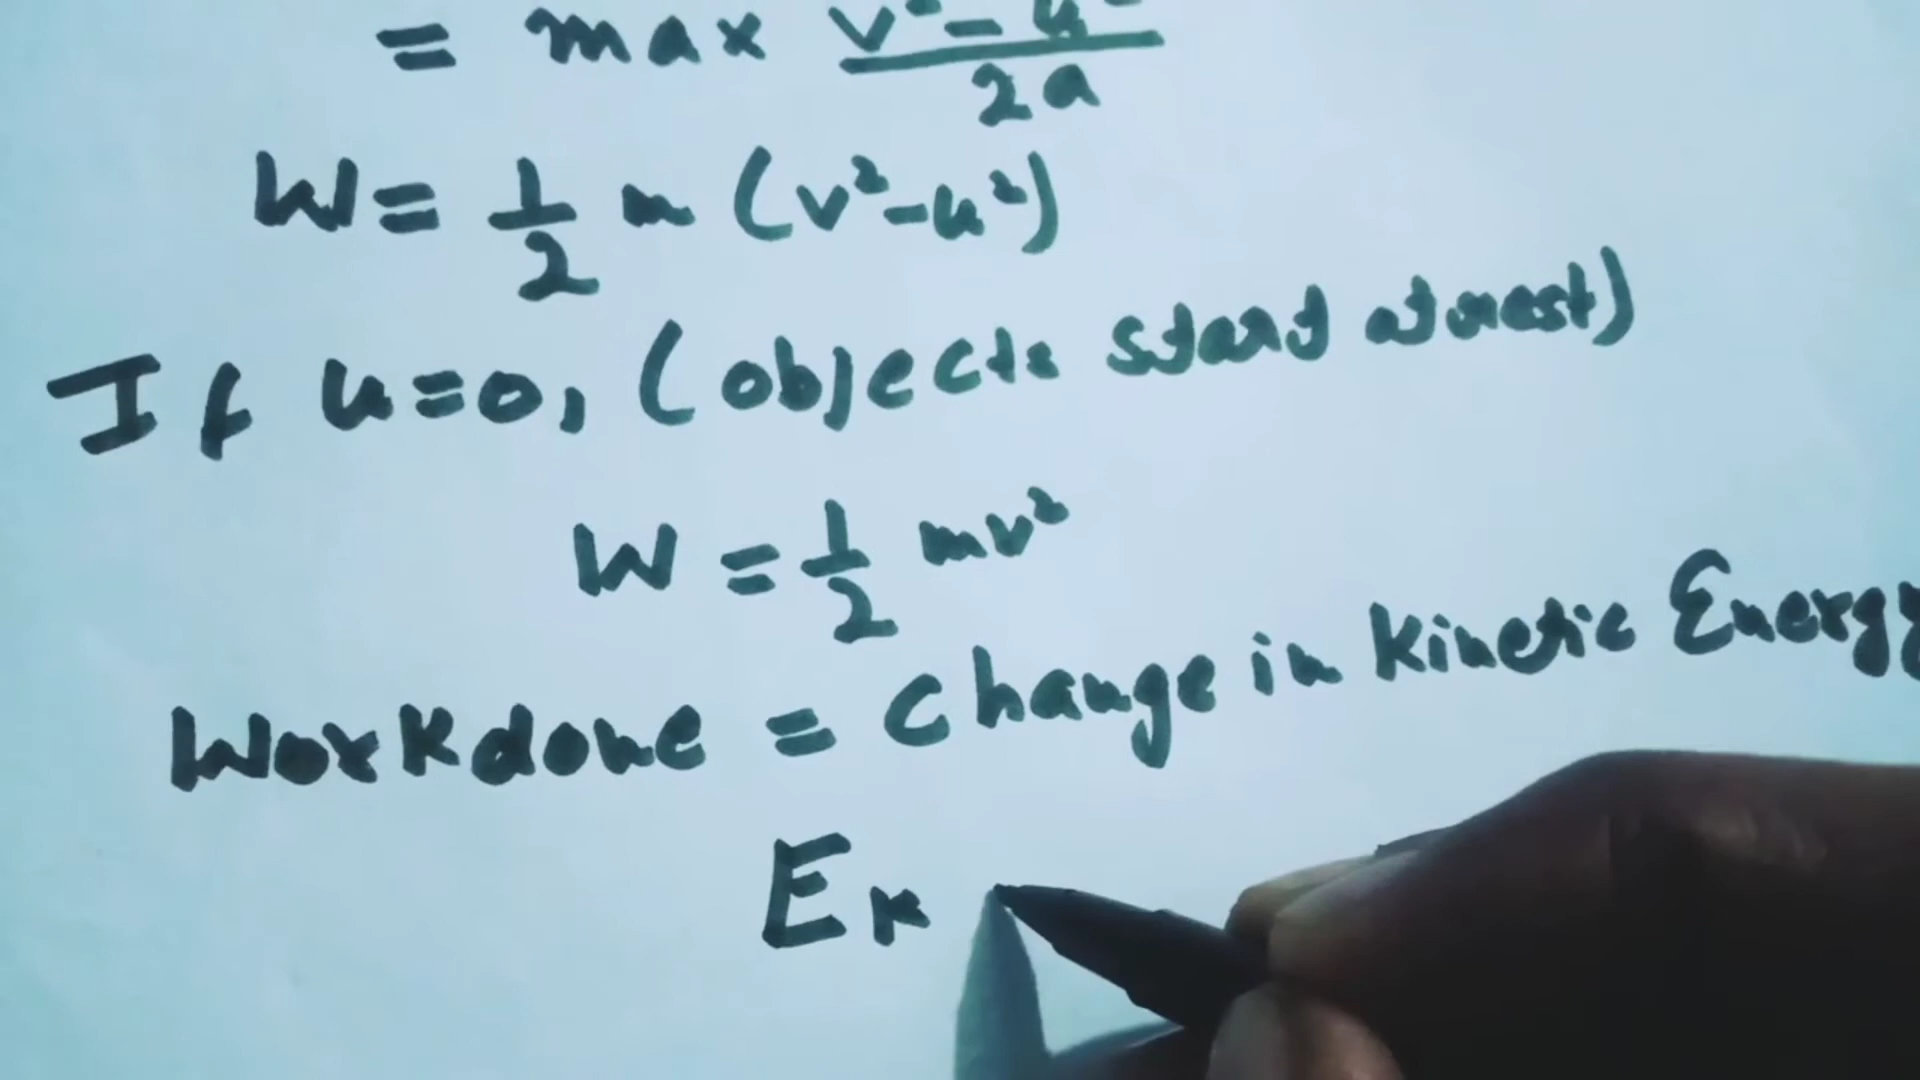 = ma x v² - u² / 2a
W = 1/2 m (v² - u²)
If u = 0, (objects start at rest)
W = 1/2 mv²
Workdone = change in Kinetic Energy
Ek